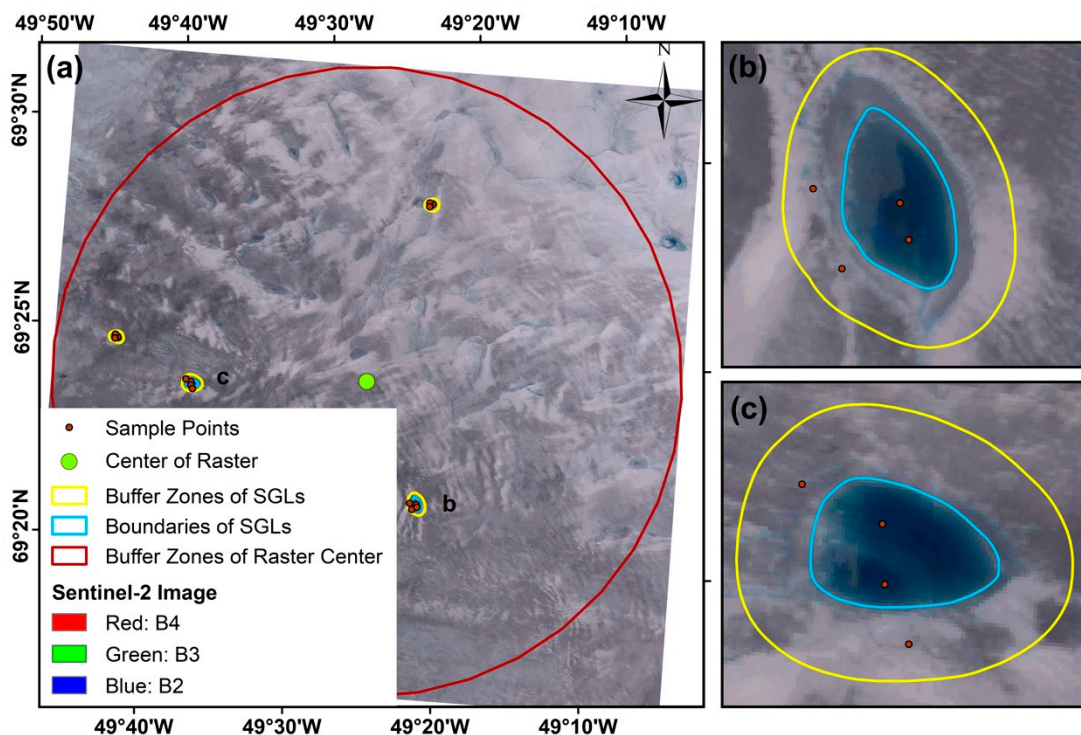 49°50'W 49°40'W 49°30'W 49°20'W 49°10'W
(a)
N
69°30'N
69°25'N
69°20'N
c
b
Sample Points
Center of Raster
Buffer Zones of SGLs
Boundaries of SGLs
Buffer Zones of Raster Center
Sentinel-2 Image
Red: B4
Green: B3
Blue: B2
49°40'W 49°30'W 49°20'W 49°10'W
(b)
(c)